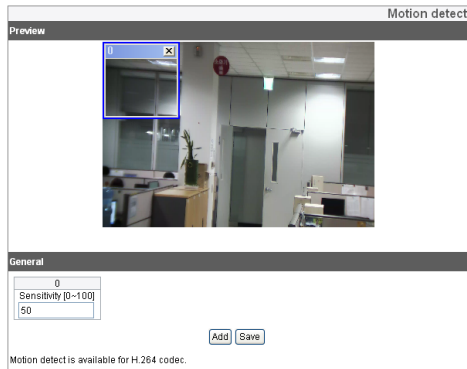 Motion detect
Preview
0
General
0
Sensitivity [0~100]
50
Add Save
Motion detect is available for H.264 codec.